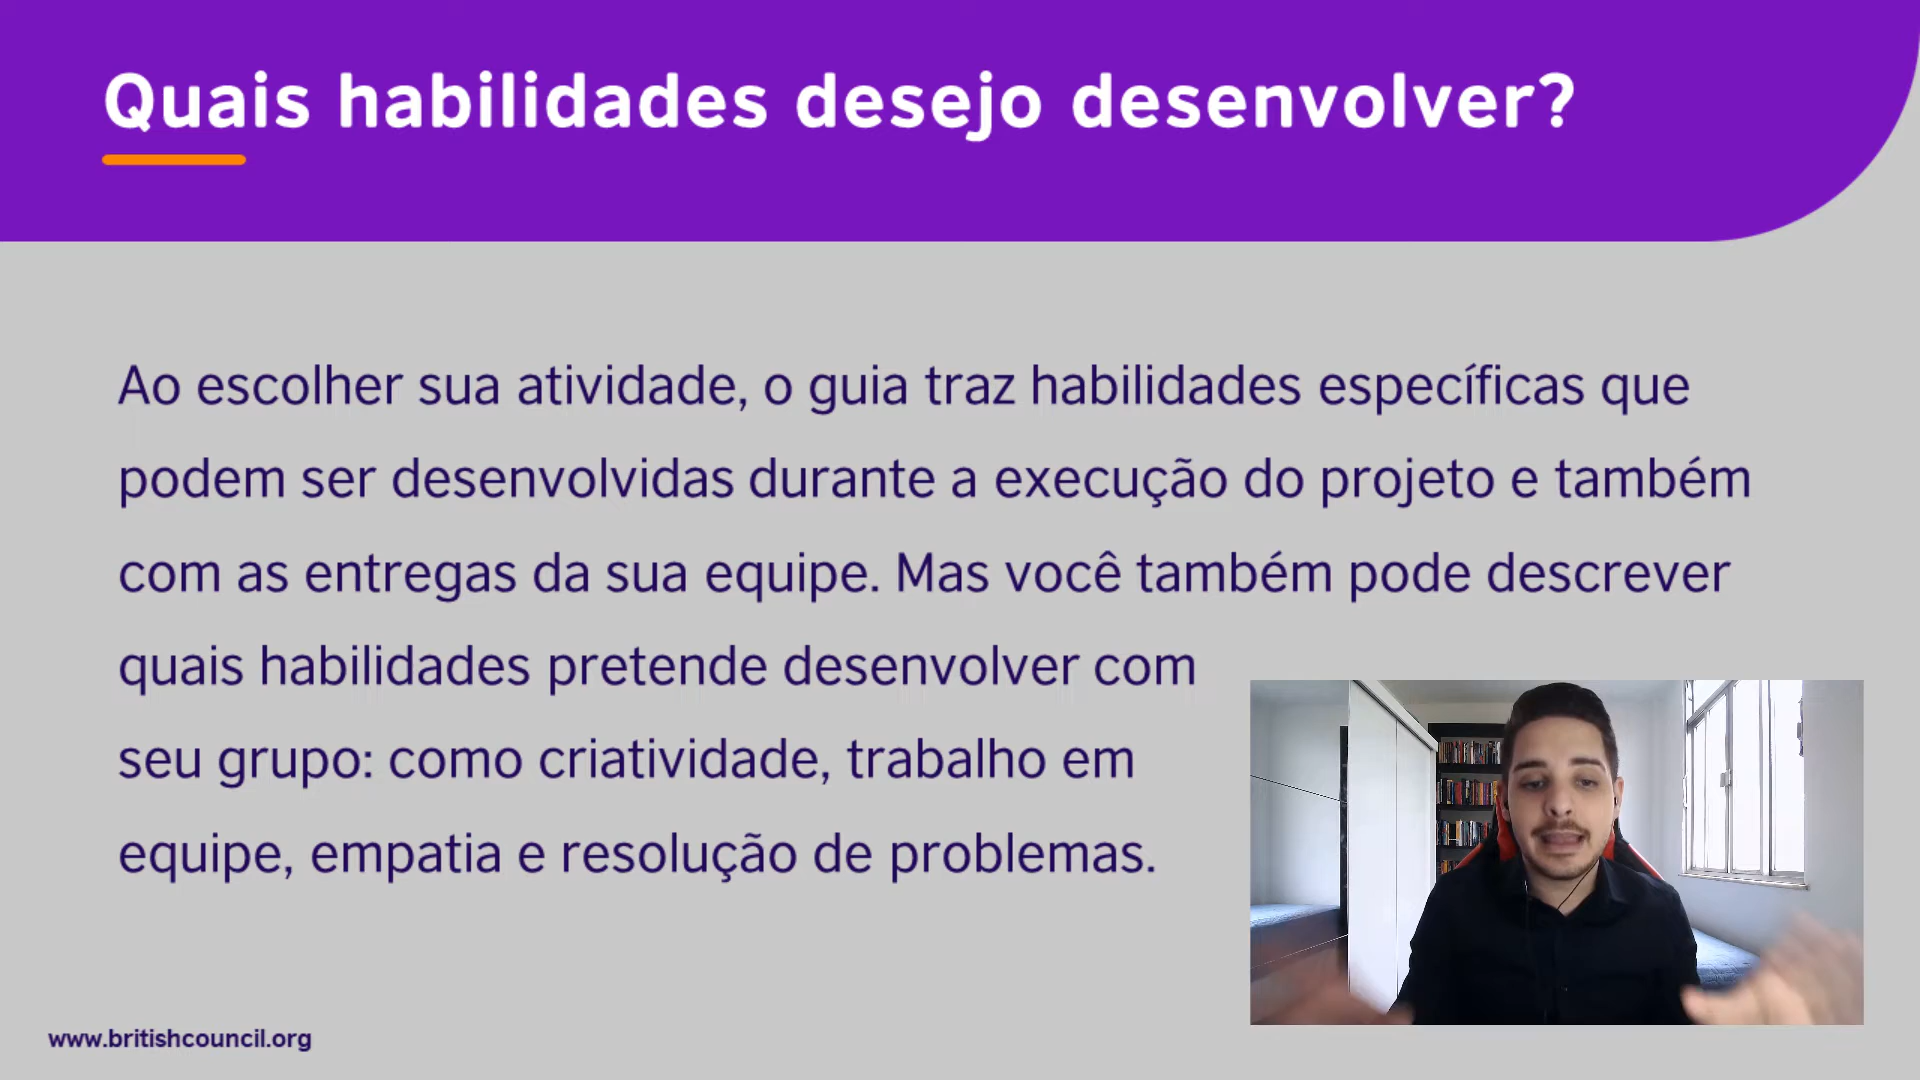 Quais habilidades desejo desenvolver?
Ao escolher sua atividade, o guia traz habilidades específicas que
podem ser desenvolvidas durante a execução do projeto e também
com as entregas da sua equipe. Mas você também pode descrever
quais habilidades pretende desenvolver com
seu grupo: como criatividade, trabalho em
equipe, empatia e resolução de problemas.
www.britishcouncil.org